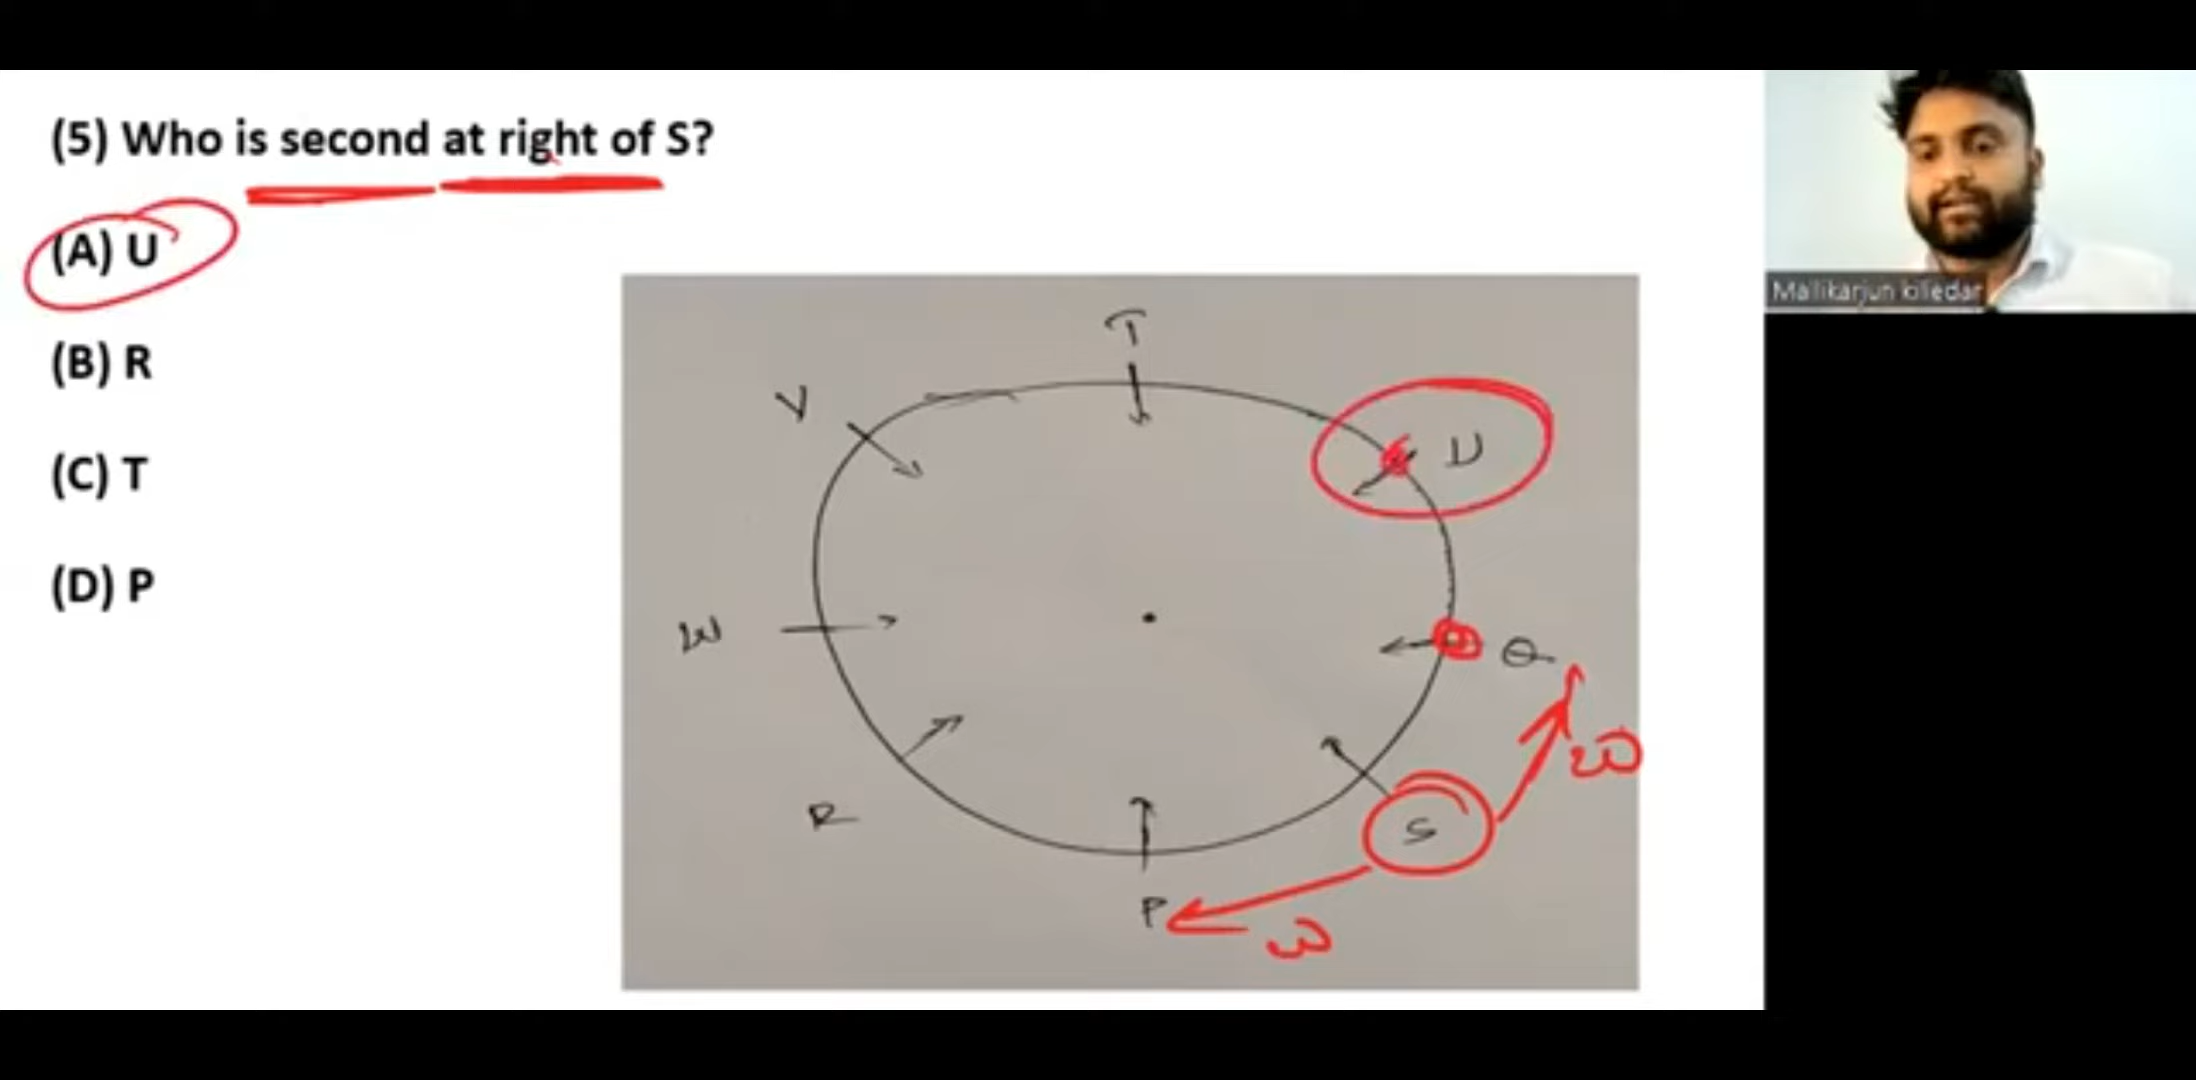 (5) Who is second at right of S?
(A) U
(B) R
(C) T
(D) P
Mallikarjun killedar
T
V
U
W
Q
R
S
P